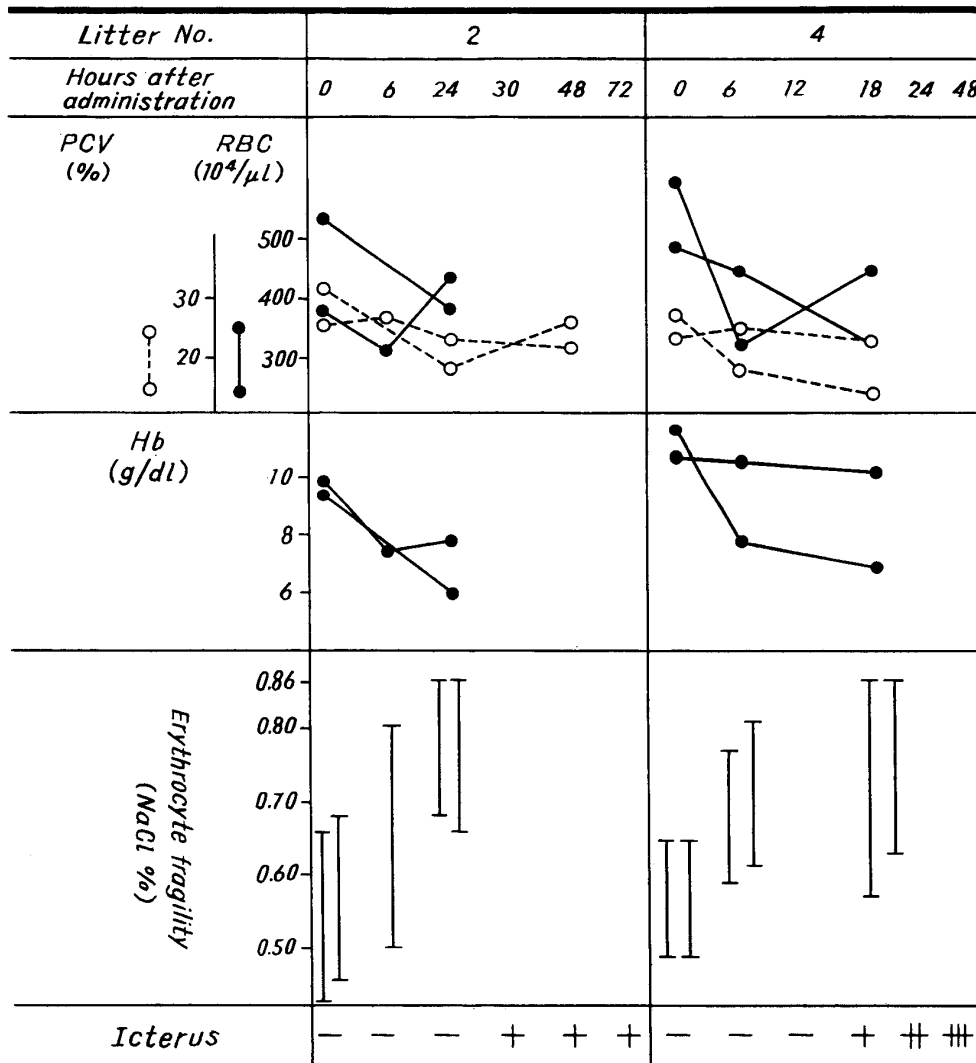 Litter No. 2 4
Hours after administration 0 6 24 30 48 72 0 6 12 18 24 48
PCV (%) RBC (10⁴/μl)
500
30 400
20 300
Hb (g/dl)
10
8
6
Erythrocyte fragility (NaCl %)
0.86
0.80
0.70
0.60
0.50
Icterus − − − + + + − − − + ++ +++